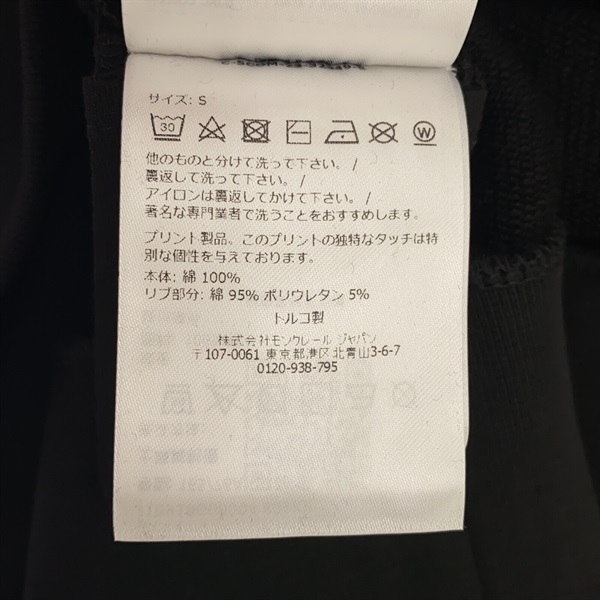 サイズ: S
30
W
他のものと分けて洗って下さい。/
裏返して洗って下さい。/
アイロンは裏返してかけて下さい。/
著名な専門業者で洗うことをおすすめします。
プリント製品、このプリントの独特なタッチは特
別な個性を与えております。
本体: 綿 100%
リブ部分: 綿 95% ポリウレタン 5%
トルコ製
株式会社モンクレール ジャパン
〒107-0061 東京都港区北青山3-6-7
0120-938-795